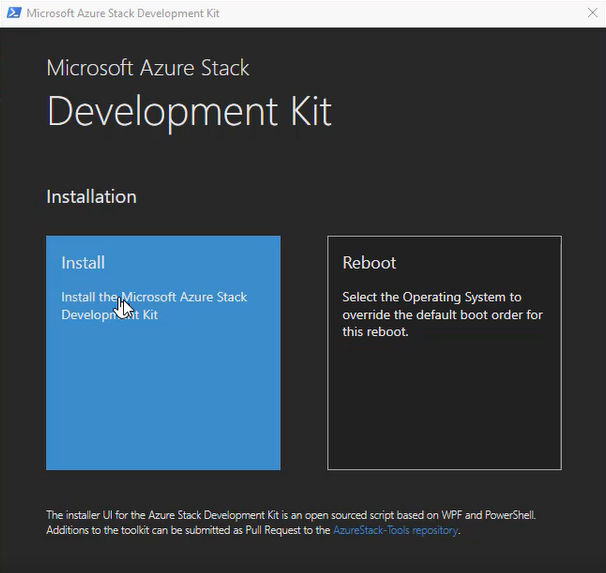 Microsoft Azure Stack Development Kit
Microsoft Azure Stack
Development Kit
Installation
Install
Install the Microsoft Azure Stack
Development Kit
Reboot
Select the Operating System to
override the default boot order for
this reboot.
The installer UI for the Azure Stack Development Kit is an open sourced script based on WPF and PowerShell.
Additions to the toolkit can be submitted as Pull Request to the AzureStack-Tools repository.